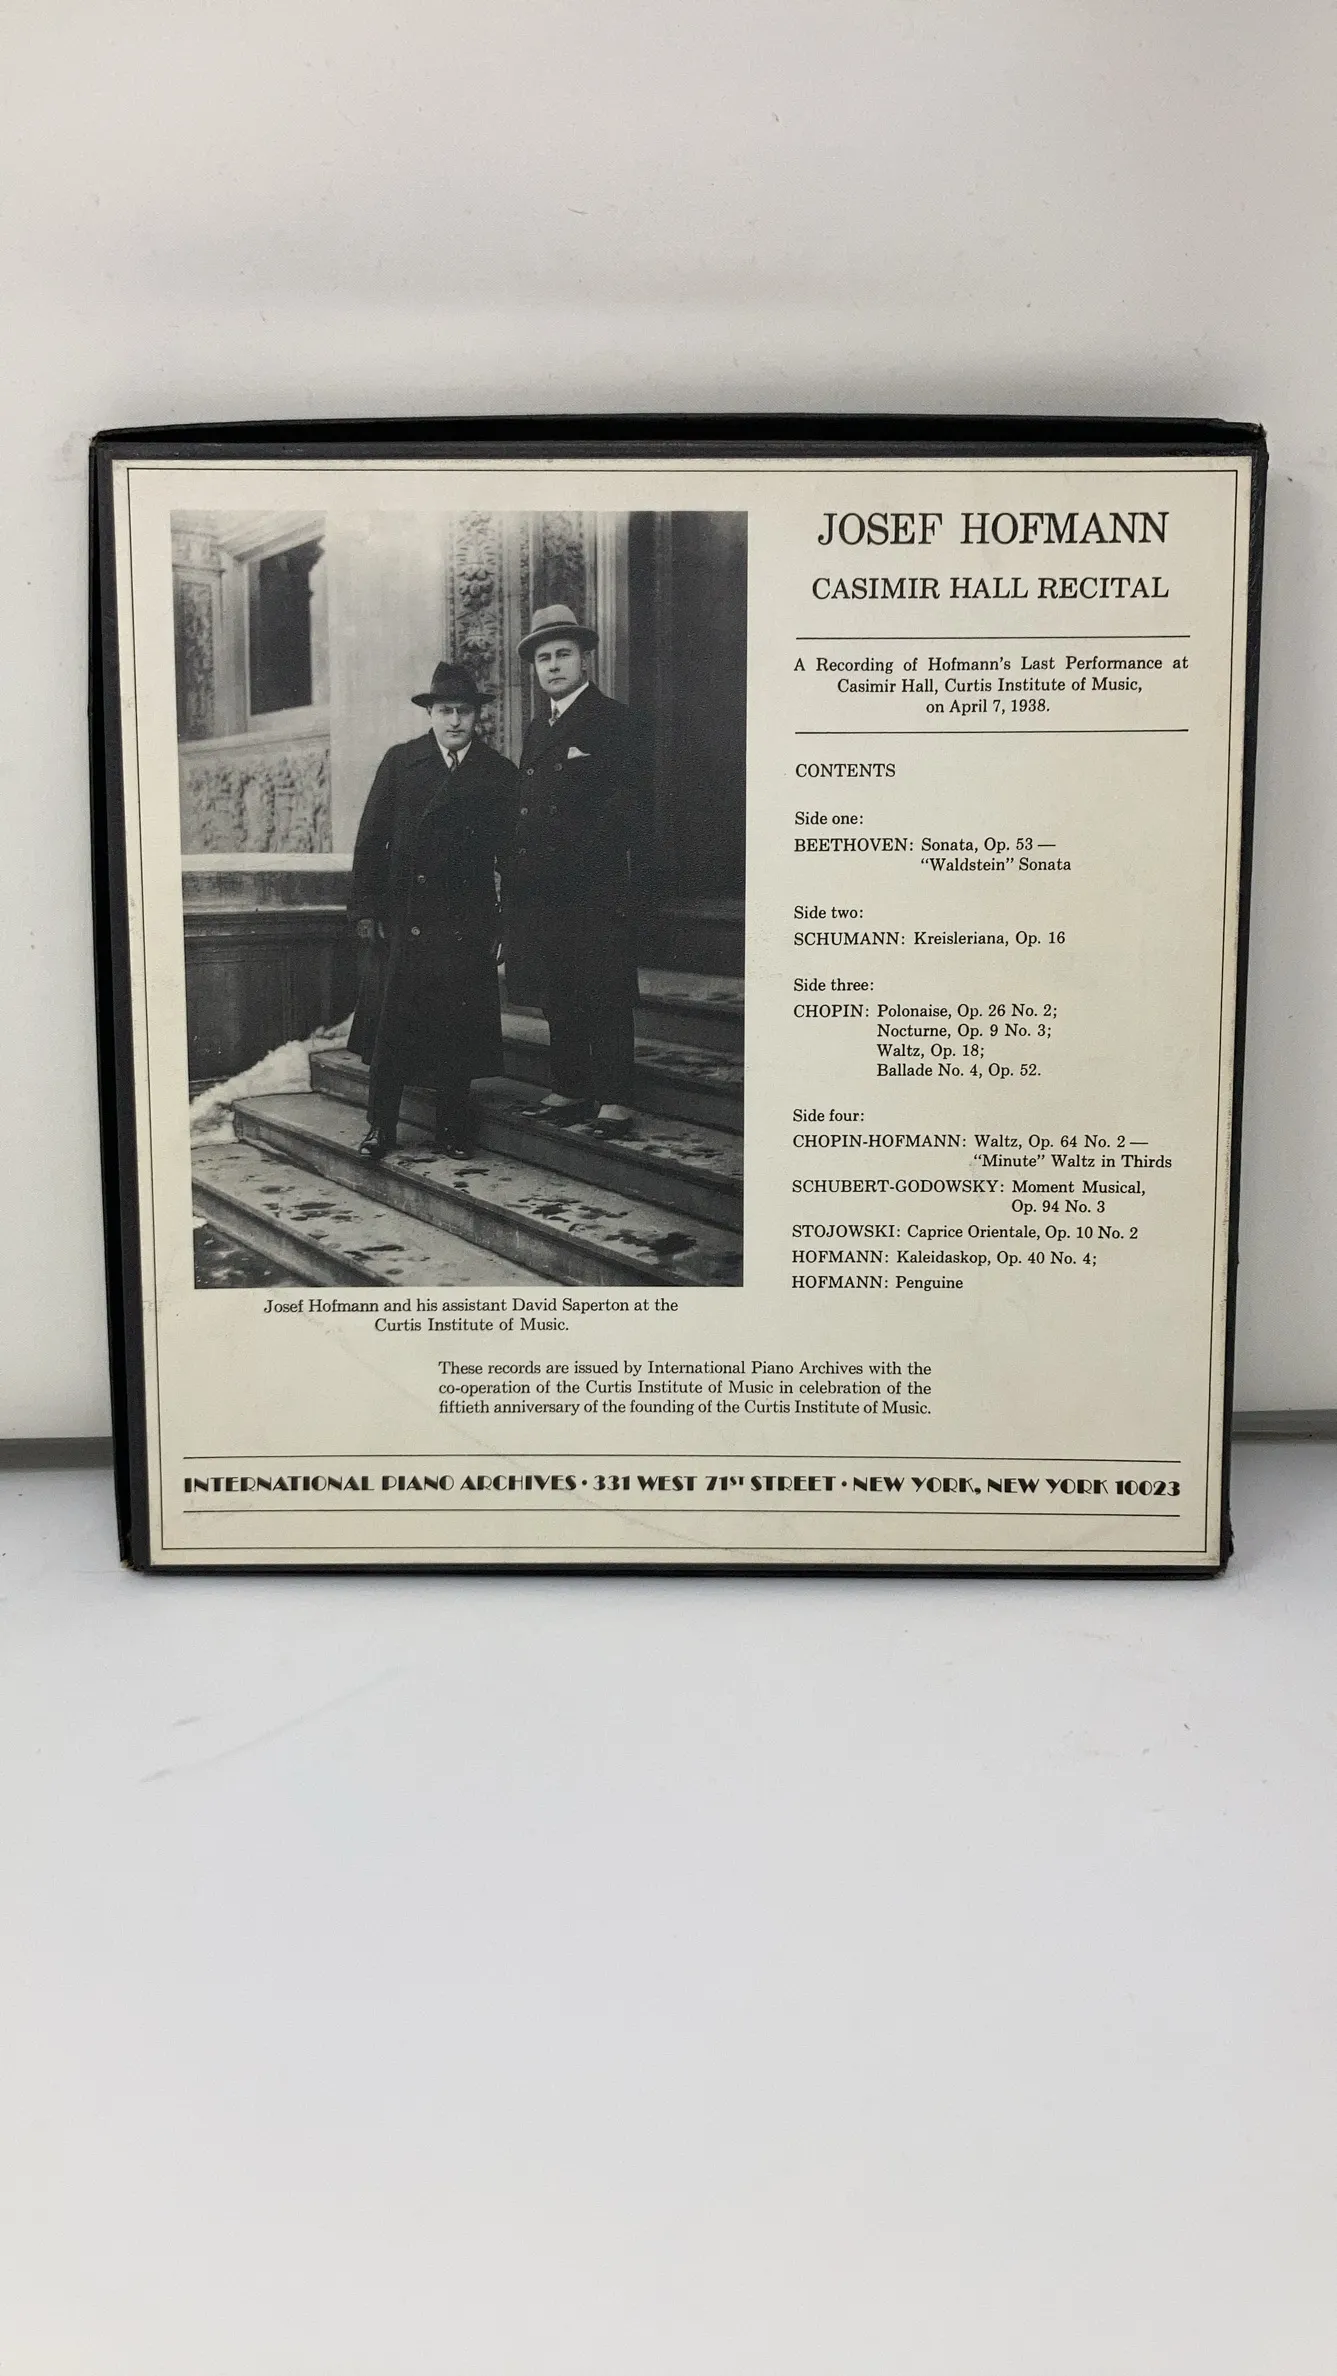 JOSEF HOFMANN
CASIMIR HALL RECITAL
A Recording of Hofmann's Last Performance at
Casimir Hall, Curtis Institute of Music,
on April 7, 1938.
CONTENTS
Side one:
BEETHOVEN: Sonata, Op. 53 —
“Waldstein” Sonata
Side two:
SCHUMANN: Kreisleriana, Op. 16
Side three:
CHOPIN: Polonaise, Op. 26 No. 2;
Nocturne, Op. 9 No. 3;
Waltz, Op. 18;
Ballade No. 4, Op. 52.
Side four:
CHOPIN-HOFMANN: Waltz, Op. 64 No. 2 —
“Minute” Waltz in Thirds
SCHUBERT-GODOWSKY: Moment Musical,
Op. 94 No. 3
STOJOWSKI: Caprice Orientale, Op. 10 No. 2
HOFMANN: Kaleidaskop, Op. 40 No. 4;
HOFMANN: Penguine
Josef Hofmann and his assistant David Saperton at the
Curtis Institute of Music.
These records are issued by International Piano Archives with the
co-operation of the Curtis Institute of Music in celebration of the
fiftieth anniversary of the founding of the Curtis Institute of Music.
INTERNATIONAL PIANO ARCHIVES • 331 WEST 71ST STREET • NEW YORK, NEW YORK 10023